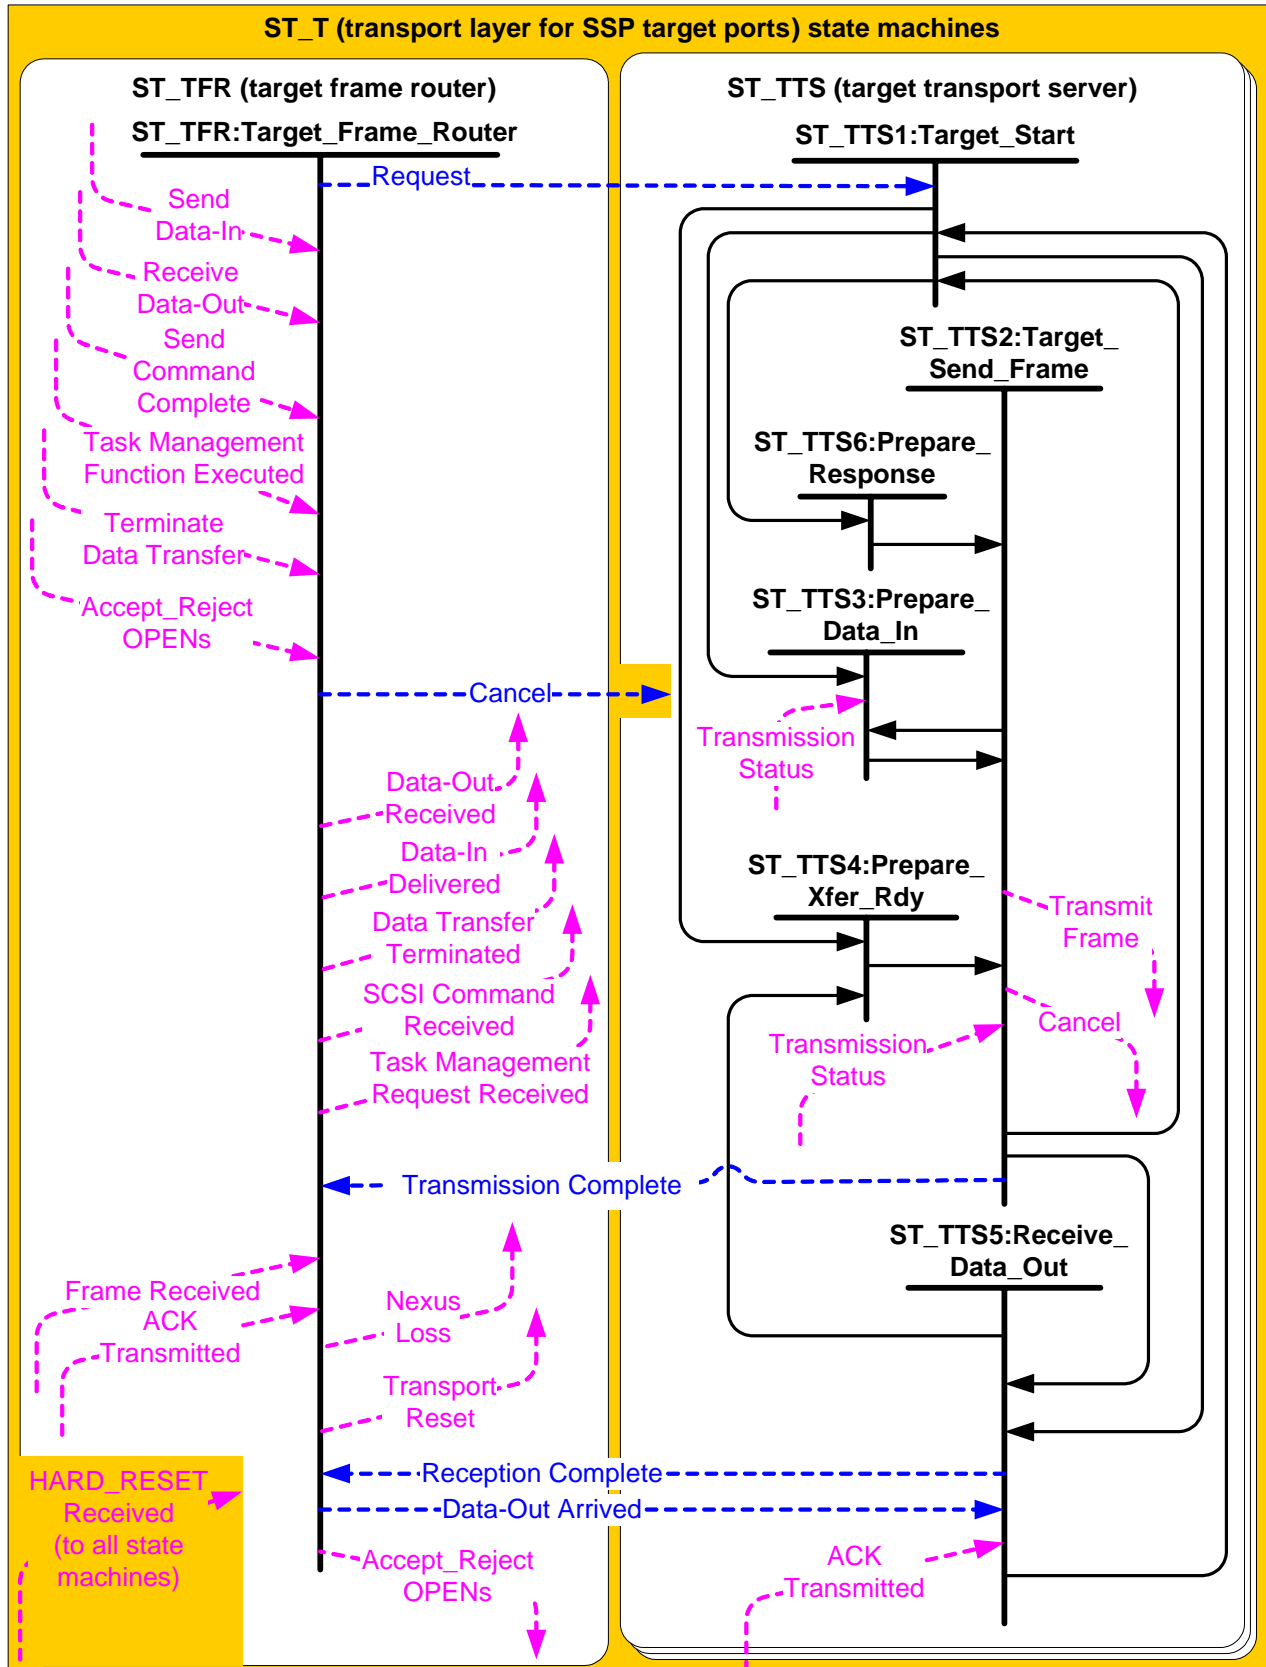 ST_T (transport layer for SSP target ports) state machines
ST_TFR (target frame router)
ST_TFR:Target_Frame_Router
Request
Send
Data-In
Receive
Data-Out
Send
Command
Complete
Task Management
Function Executed
Terminate
Data Transfer
Accept_Reject
OPENs
Cancel
Data-Out
Received
Data-In
Delivered
Data Transfer
Terminated
SCSI Command
Received
Task Management
Request Received
Transmission Complete
Frame Received
ACK
Transmitted
Nexus
Loss
Transport
Reset
HARD_RESET
Received
(to all state
machines)
Reception Complete
Data-Out Arrived
Accept_Reject
OPENs
ST_TTS (target transport server)
ST_TTS1:Target_Start
ST_TTS2:Target_
Send_Frame
ST_TTS6:Prepare_
Response
ST_TTS3:Prepare_
Data_In
Transmission
Status
ST_TTS4:Prepare_
Xfer_Rdy
Transmit
Frame
Cancel
Transmission
Status
ST_TTS5:Receive_
Data_Out
ACK
Transmitted